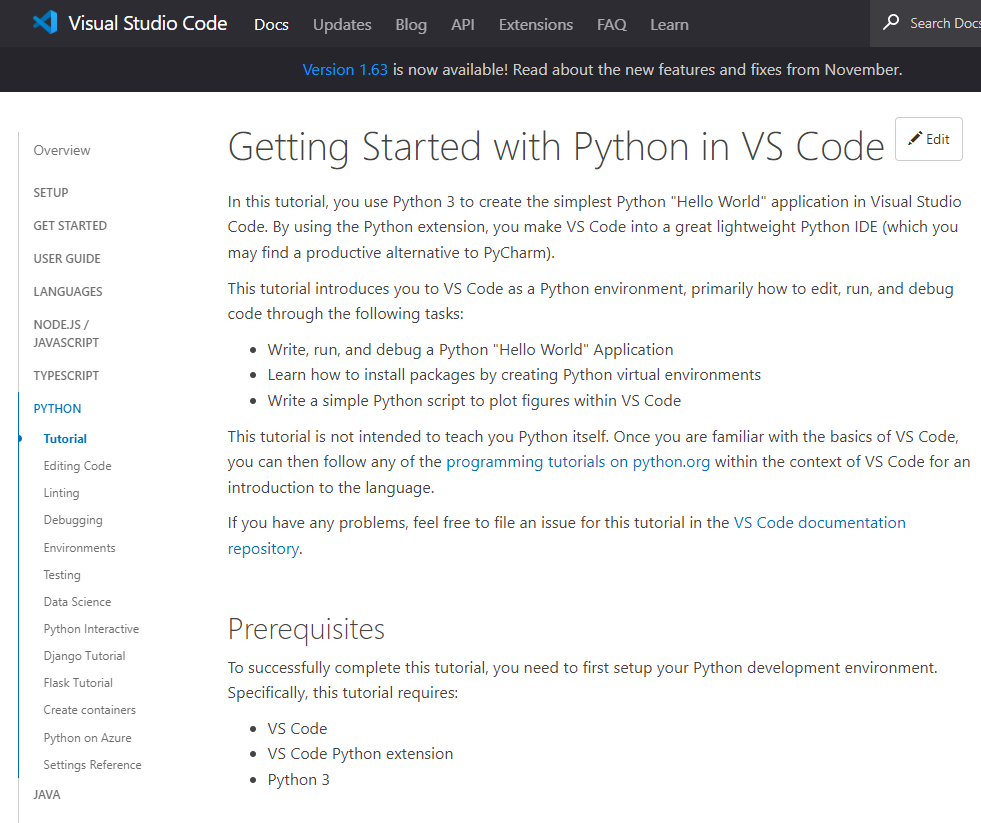 Visual Studio Code Docs Updates Blog API Extensions FAQ Learn Search Docs
Version 1.63 is now available! Read about the new features and fixes from November.
Overview
SETUP
GET STARTED
USER GUIDE
LANGUAGES
NODE.JS /
JAVASCRIPT
TYPESCRIPT
PYTHON
Tutorial
Editing Code
Linting
Debugging
Environments
Testing
Data Science
Python Interactive
Django Tutorial
Flask Tutorial
Create containers
Python on Azure
Settings Reference
JAVA
Getting Started with Python in VS Code
Edit
In this tutorial, you use Python 3 to create the simplest Python "Hello World" application in Visual Studio
Code. By using the Python extension, you make VS Code into a great lightweight Python IDE (which you
may find a productive alternative to PyCharm).
This tutorial introduces you to VS Code as a Python environment, primarily how to edit, run, and debug
code through the following tasks:
• Write, run, and debug a Python "Hello World" Application
• Learn how to install packages by creating Python virtual environments
• Write a simple Python script to plot figures within VS Code
This tutorial is not intended to teach you Python itself. Once you are familiar with the basics of VS Code,
you can then follow any of the programming tutorials on python.org within the context of VS Code for an
introduction to the language.
If you have any problems, feel free to file an issue for this tutorial in the VS Code documentation
repository.
Prerequisites
To successfully complete this tutorial, you need to first setup your Python development environment.
Specifically, this tutorial requires:
• VS Code
• VS Code Python extension
• Python 3